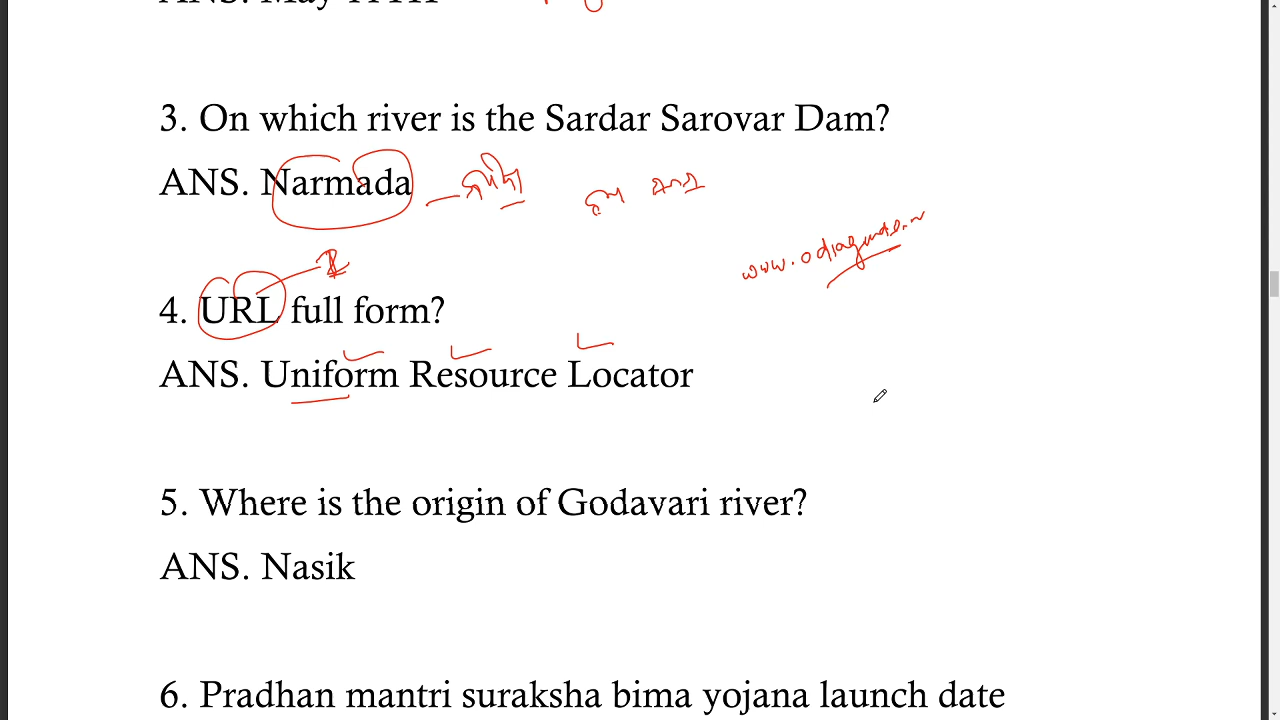 3. On which river is the Sardar Sarovar Dam?
ANS. Narmada
4. URL full form?
ANS. Uniform Resource Locator
5. Where is the origin of Godavari river?
ANS. Nasik
6. Pradhan mantri suraksha bima yojana launch date